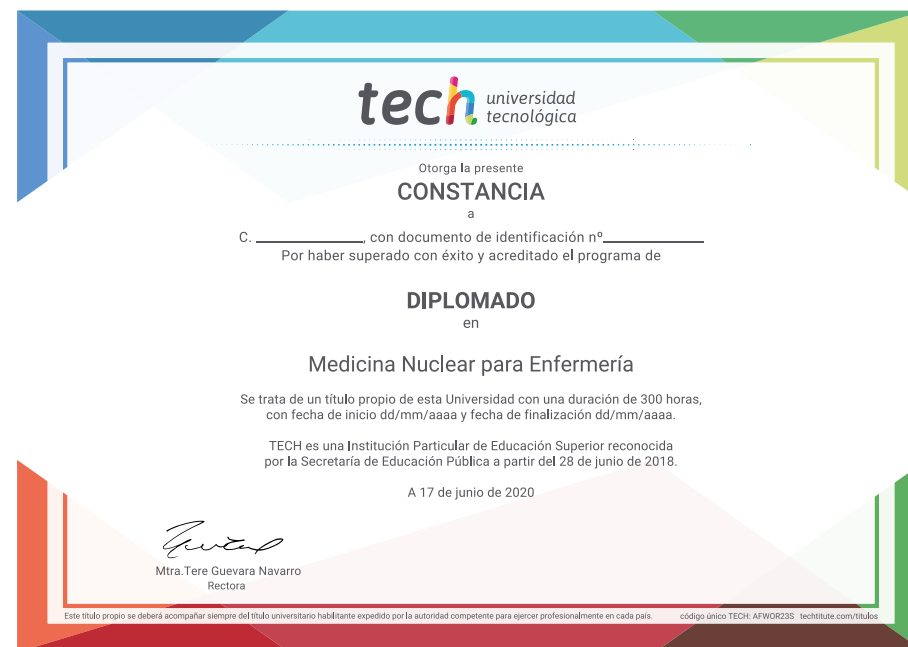 tech universidad
tecnológica
Otorga la presente
CONSTANCIA
a
C. ______________, con documento de identificación nº_____________
Por haber superado con éxito y acreditado el programa de
DIPLOMADO
en
Medicina Nuclear para Enfermería
Se trata de un título propio de esta Universidad con una duración de 300 horas,
con fecha de inicio dd/mm/aaaa y fecha de finalización dd/mm/aaaa.
TECH es una Institución Particular de Educación Superior reconocida
por la Secretaría de Educación Pública a partir del 28 de junio de 2018.
A 17 de junio de 2020
Mtra.Tere Guevara Navarro
Rectora
Este título propio se deberá acompañar siempre del título universitario habilitante expedido por la autoridad competente para ejercer profesionalmente en cada país. código único TECH: AFWOR23S techtitute.com/titulos